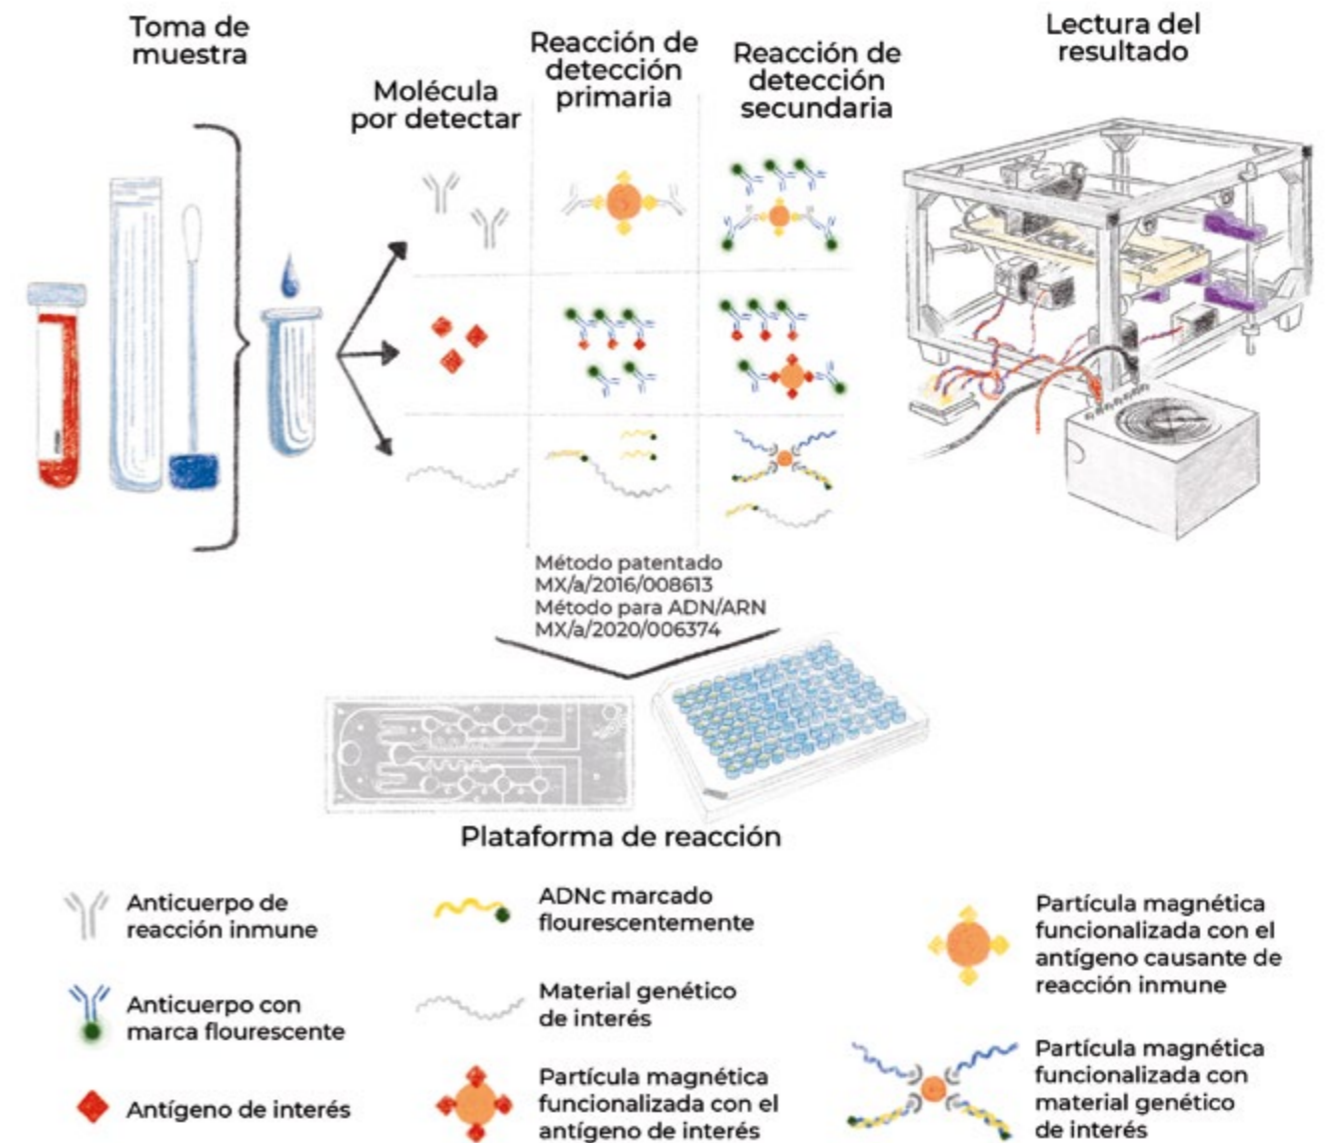 Toma de
muestra
Molécula
por detectar
Reacción de
detección
primaria
Reacción de
detección
secundaria
Lectura del
resultado
Método patentado
MX/a/2016/008613
Método para ADN/ARN
MX/a/2020/006374
Plataforma de reacción
Anticuerpo de
reacción inmune
Anticuerpo con
marca flourescente
Antígeno de interés
ADNc marcado
flourescentemente
Material genético
de interés
Partícula magnética
funcionalizada con el
antígeno de interés
Partícula magnética
funcionalizada con el
antígeno causante de
reacción inmune
Partícula magnética
funcionalizada con
material genético
de interés